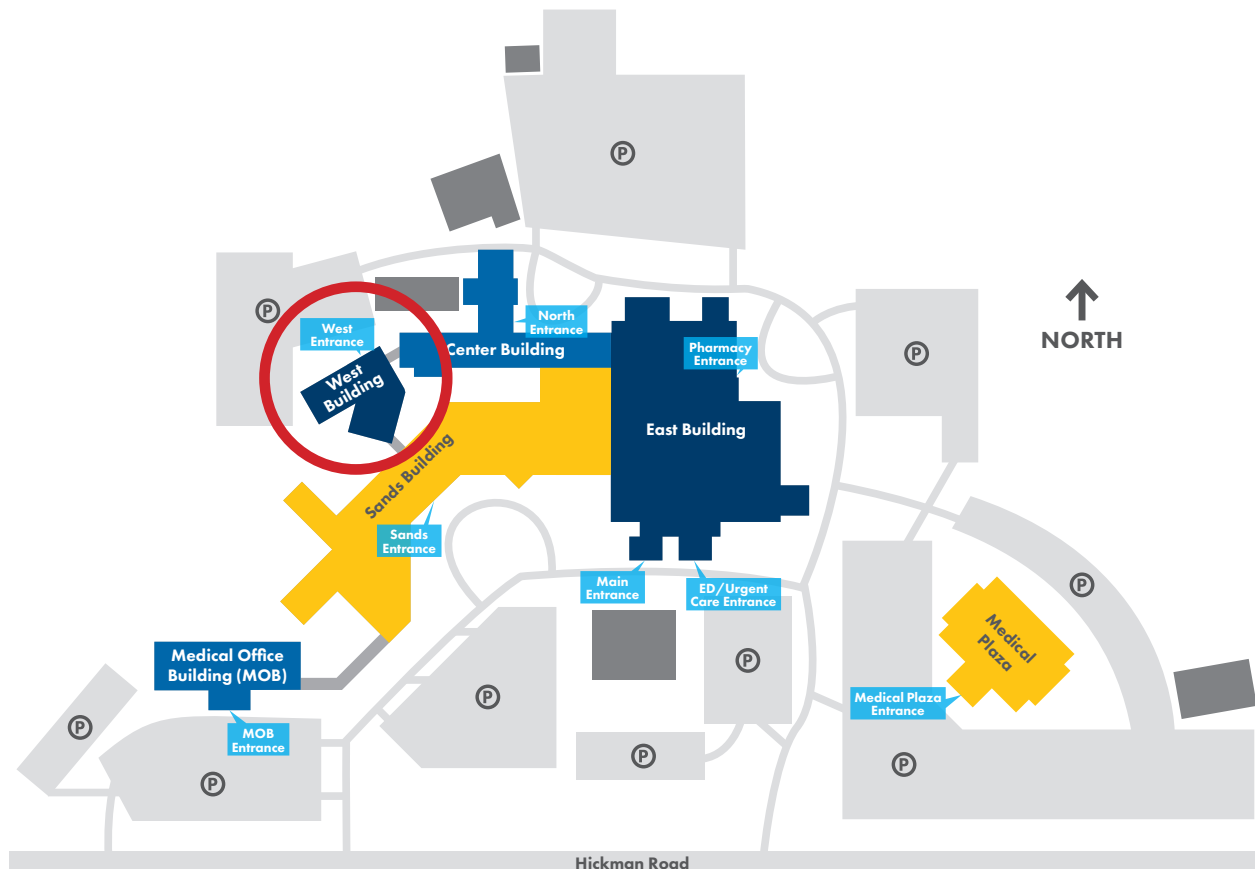 P
P
West
Entrance
North
Entrance
Center Building
Pharmacy
Entrance
P
NORTH
West
Building
East Building
Sands Building
Sands
Entrance
Main
Entrance
ED/Urgent
Care Entrance
P
Medical
Plaza
Medical Office
Building (MOB)
P
P
Medical Plaza
Entrance
P
MOB
Entrance
P
P
P
Hickman Road